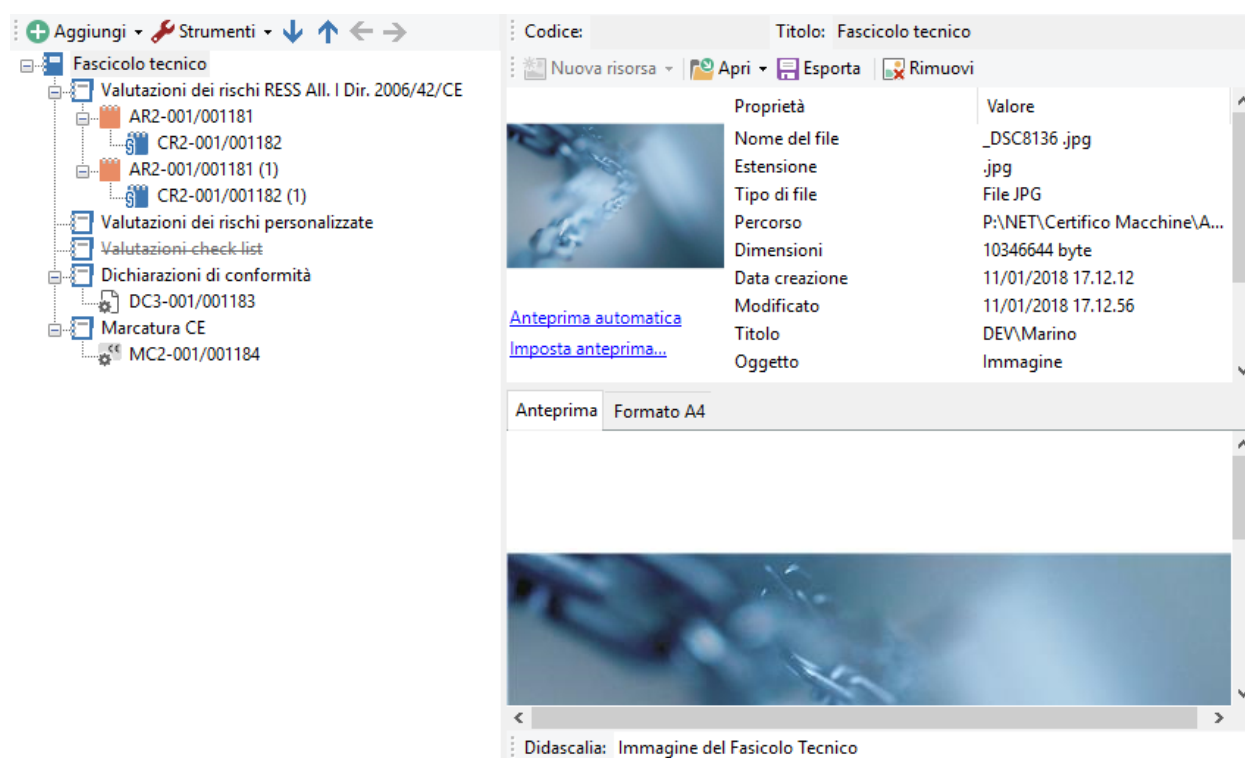 Aggiungi Strumenti
Fascicolo tecnico
Valutazioni dei rischi RESS All. I Dir. 2006/42/CE
AR2-001/001181
CR2-001/001182
AR2-001/001181 (1)
CR2-001/001182 (1)
Valutazioni dei rischi personalizzate
Valutazioni check list
Dichiarazioni di conformità
DC3-001/001183
Marcatura CE
MC2-001/001184
Codice: Titolo: Fascicolo tecnico
Nuova risorsa Apri Esporta Rimuovi
Proprietà Valore
Nome del file _DSC8136 .jpg
Estensione .jpg
Tipo di file File JPG
Percorso P:\NET\Certifico Macchine\A...
Dimensioni 10346644 byte
Data creazione 11/01/2018 17.12.12
Modificato 11/01/2018 17.12.56
Titolo DEV\Marino
Oggetto Immagine
Anteprima automatica
Imposta anteprima...
Anteprima Formato A4
Didascalia: Immagine del Fasicolo Tecnico